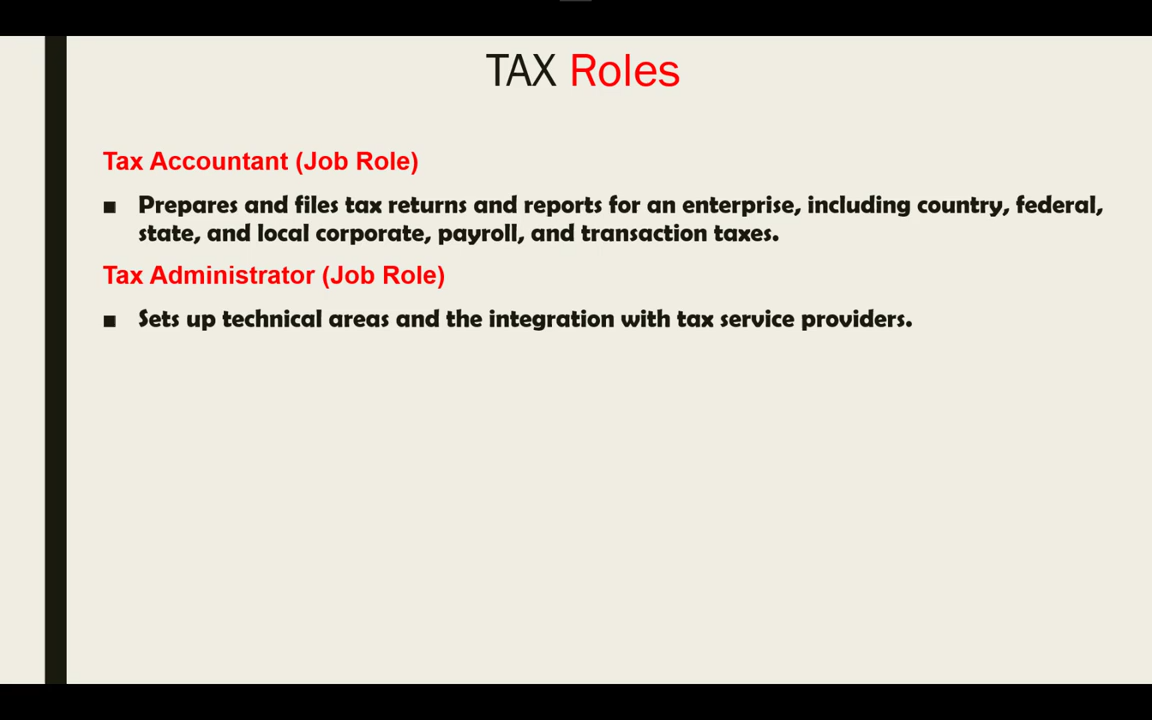 TAX Roles
Tax Accountant (Job Role)
■ Prepares and files tax returns and reports for an enterprise, including country, federal,
state, and local corporate, payroll, and transaction taxes.
Tax Administrator (Job Role)
■ Sets up technical areas and the integration with tax service providers.